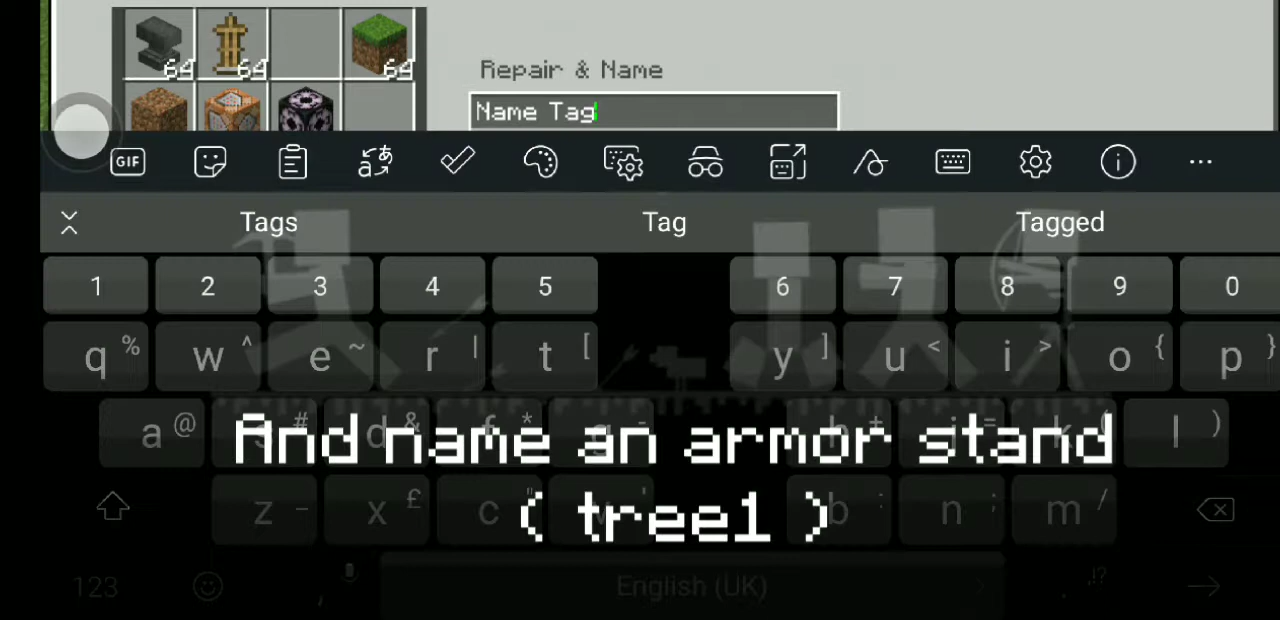 64 64 64
Repair & Name
Name Tag
GIF
Tags Tag Tagged
1 2 3 4 5 6 7 8 9 0
q % w ^ e ~ r | t [ y ] u < i > o { p }
a @ s # d & f * g h + j = k ( l )
And name an armor stand
z - x £ c " v ' b : n ; m /
( tree1 )
123 , English (UK) . !?